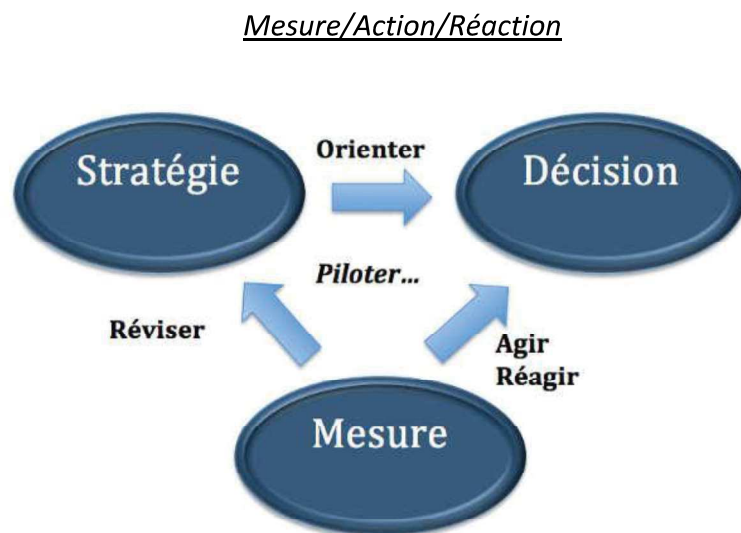 Mesure/Action/Réaction
Orienter
Stratégie
Décision
Piloter...
Réviser
Agir
Réagir
Mesure